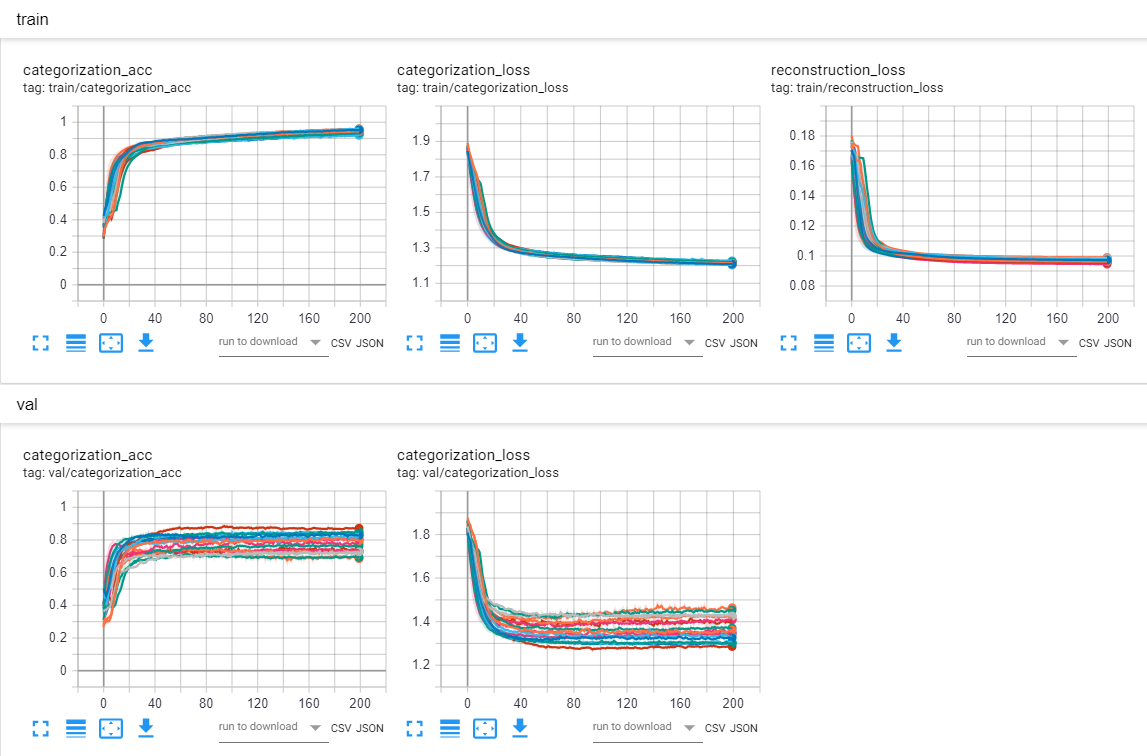 train
categorization_acc
tag: train/categorization_acc
1
0.8
0.6
0.4
0.2
0
0 40 80 120 160 200
run to download CSV JSON
categorization_loss
tag: train/categorization_loss
1.9
1.7
1.5
1.3
1.1
0 40 80 120 160 200
run to download CSV JSON
reconstruction_loss
tag: train/reconstruction_loss
0.18
0.16
0.14
0.12
0.1
0.08
0 40 80 120 160 200
run to download CSV JSON
val
categorization_acc
tag: val/categorization_acc
1
0.8
0.6
0.4
0.2
0
0 40 80 120 160 200
run to download CSV JSON
categorization_loss
tag: val/categorization_loss
1.8
1.6
1.4
1.2
0 40 80 120 160 200
run to download CSV JSON